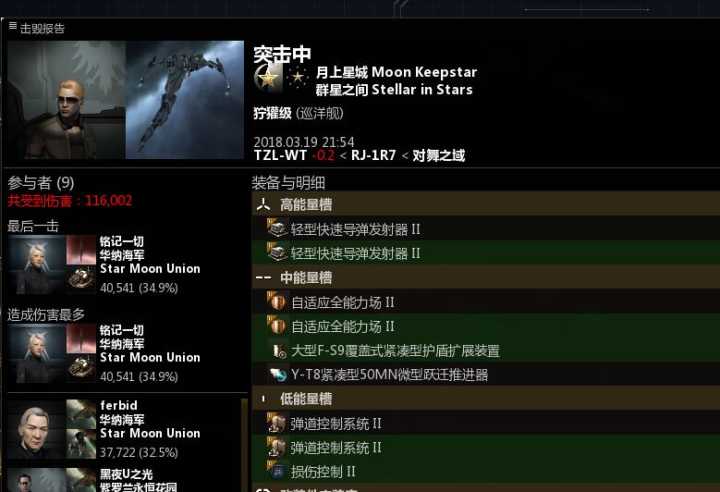 击毁报告
突击中
月上星城 Moon Keepstar
群星之间 Stellar in Stars
狞獾级 (巡洋舰)
2018.03.19 21:54
TZL-WT -0.2 < RJ-1R7 < 对舞之域
参与者 (9)
共受到伤害：116,002
最后一击
铭记一切
华纳海军
Star Moon Union
40,541 (34.9%)
造成伤害最多
铭记一切
华纳海军
Star Moon Union
40,541 (34.9%)
ferbid
华纳海军
Star Moon Union
37,722 (32.5%)
黑夜U之光
紫罗兰永恒花园
装备与明细
高能量槽
轻型快速导弹发射器 II
轻型快速导弹发射器 II
中能量槽
自适应全能力场 II
自适应全能力场 II
大型F-S9覆盖式紧凑型护盾扩展装置
Y-T8紧凑型50MN微型跃迁推进器
低能量槽
弹道控制系统 II
弹道控制系统 II
损伤控制 II